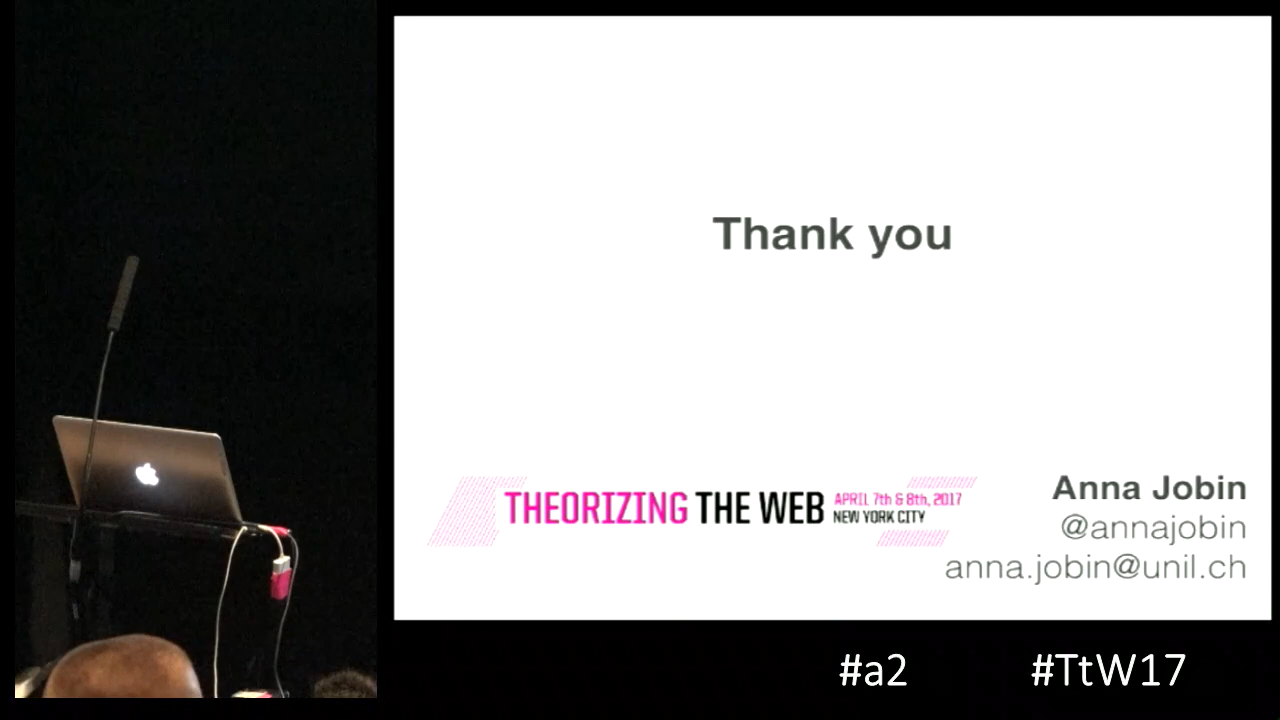 Thank you
THEORIZING THE WEB
APRIL 7th & 8th, 2017
NEW YORK CITY
Anna Jobin
@annajobin
anna.jobin@unil.ch
#a2 #TtW17